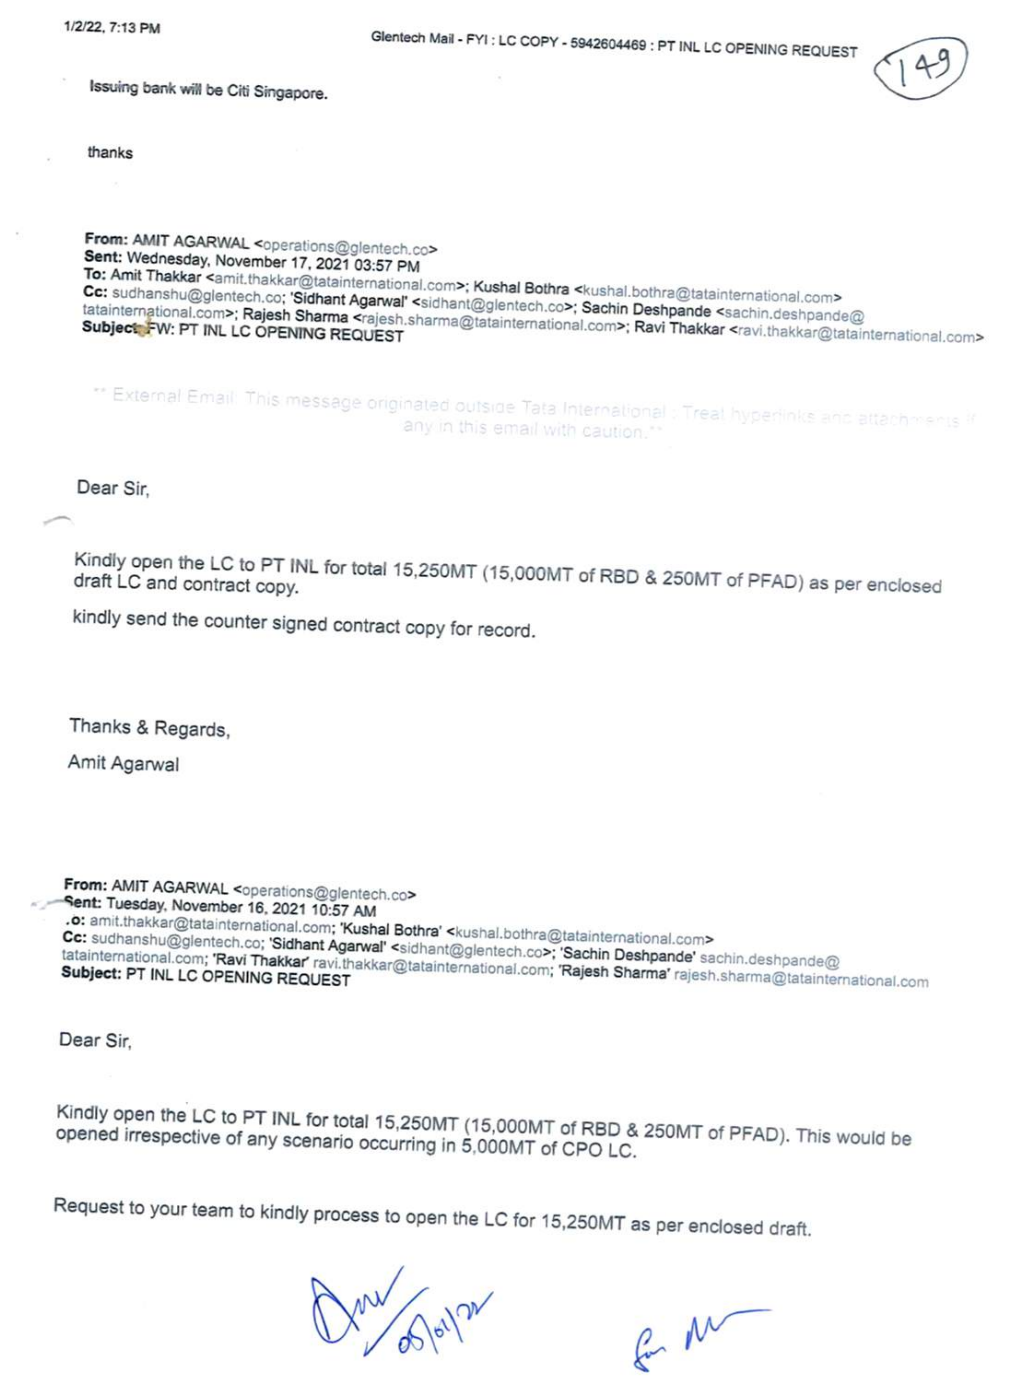 1/2/22, 7:13 PM
Glentech Mail - FYI : LC COPY - 5942604469 : PT INL LC OPENING REQUEST
149
Issuing bank will be Citi Singapore.
thanks
From: AMIT AGARWAL <operations@glentech.co>
Sent: Wednesday, November 17, 2021 03:57 PM
To: Amit Thakkar <amit.thakkar@tatainternational.com>; Kushal Bothra <kushal.bothra@tatainternational.com>
Cc: sudhanshu@glentech.co; 'Sidhant Agarwal' <sidhant@glentech.co>; Sachin Deshpande <sachin.deshpande@
tatainternational.com>; Rajesh Sharma <rajesh.sharma@tatainternational.com>; Ravi Thakkar <ravi.thakkar@tatainternational.com>
Subject: FW: PT INL LC OPENING REQUEST
** External Email. This message originated outside Tata International. Treat hyperlinks and attachments if
any in this email with caution.**
Dear Sir,
Kindly open the LC to PT INL for total 15,250MT (15,000MT of RBD & 250MT of PFAD) as per enclosed
draft LC and contract copy.
kindly send the counter signed contract copy for record.
Thanks & Regards,
Amit Agarwal
From: AMIT AGARWAL <operations@glentech.co>
Sent: Tuesday, November 16, 2021 10:57 AM
.o: amit.thakkar@tatainternational.com; 'Kushal Bothra' <kushal.bothra@tatainternational.com>
Cc: sudhanshu@glentech.co; 'Sidhant Agarwal' <sidhant@glentech.co>; 'Sachin Deshpande' sachin.deshpande@
tatainternational.com; 'Ravi Thakkar' ravi.thakkar@tatainternational.com; 'Rajesh Sharma' rajesh.sharma@tatainternational.com
Subject: PT INL LC OPENING REQUEST
Dear Sir,
Kindly open the LC to PT INL for total 15,250MT (15,000MT of RBD & 250MT of PFAD). This would be
opened irrespective of any scenario occurring in 5,000MT of CPO LC.
Request to your team to kindly process to open the LC for 15,250MT as per enclosed draft.
05/01/22